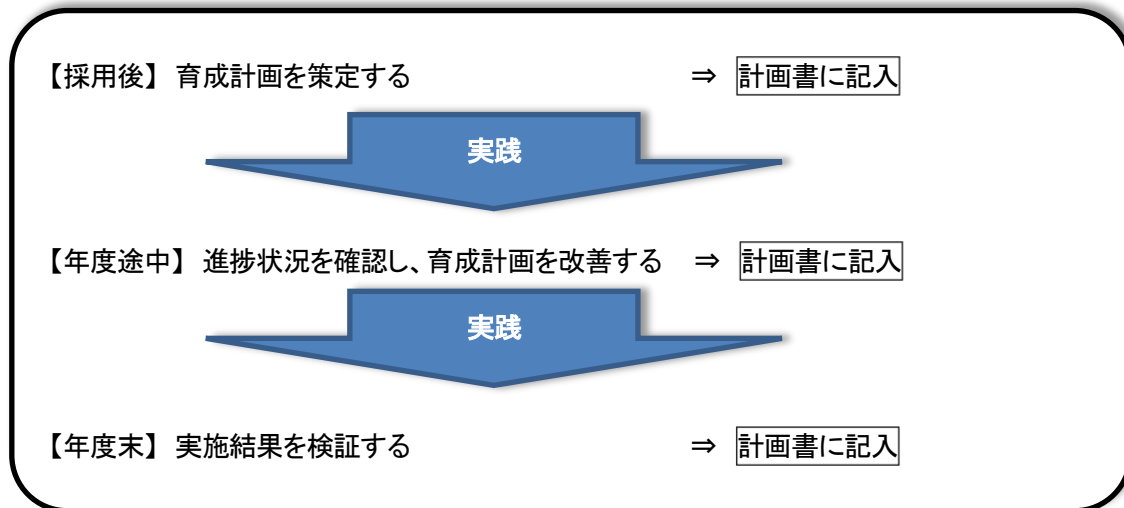 【採用後】 育成計画を策定する ⇒ 計画書に記入
実践
【年度途中】 進捗状況を確認し、育成計画を改善する ⇒ 計画書に記入
実践
【年度末】 実施結果を検証する ⇒ 計画書に記入